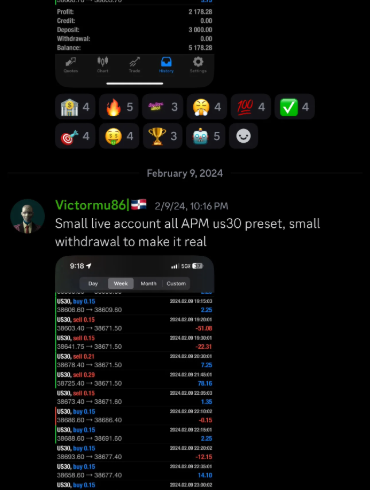 Profit: 2 178.28
Credit: 0.00
Deposit: 3 000.00
Withdrawal: 0.00
Balance: 5 178.28
Quotes Chart Trade History Settings
4 5 3 4 4 4
4 4 3 5
February 9, 2024
Victormu86| 2/9/24, 10:16 PM
Small live account all APM us30 preset, small
withdrawal to make it real
9:18 5G
Day Week Month Custom
US30, buy 0.15 2024.02.09 19:15:03
38608.60 → 38609.60 2.25
US30, sell 0.15 2024.02.09 19:20:01
38603.40 → 38671.50 -51.08
US30, sell 0.15 2024.02.09 19:30:01
38641.75 → 38671.50 -22.31
US30, sell 0.21 2024.02.09 20:30:01
38678.40 → 38671.50 7.25
US30, sell 0.29 2024.02.09 21:45:01
38725.40 → 38671.50 78.16
US30, sell 0.15 2024.02.09 22:05:03
38673.40 → 38671.60 1.35
US30, buy 0.15 2024.02.09 22:10:02
38686.60 → 38686.40 -0.15
US30, buy 0.15 2024.02.09 22:15:01
38688.60 → 38691.60 2.25
US30, buy 0.15 2024.02.09 22:20:02
38693.60 → 38677.40 -12.15
US30, buy 0.15 2024.02.09 22:35:01
38658.60 → 38677.40 14.10
US30, buy 0.15 2024.02.09 23:00:02